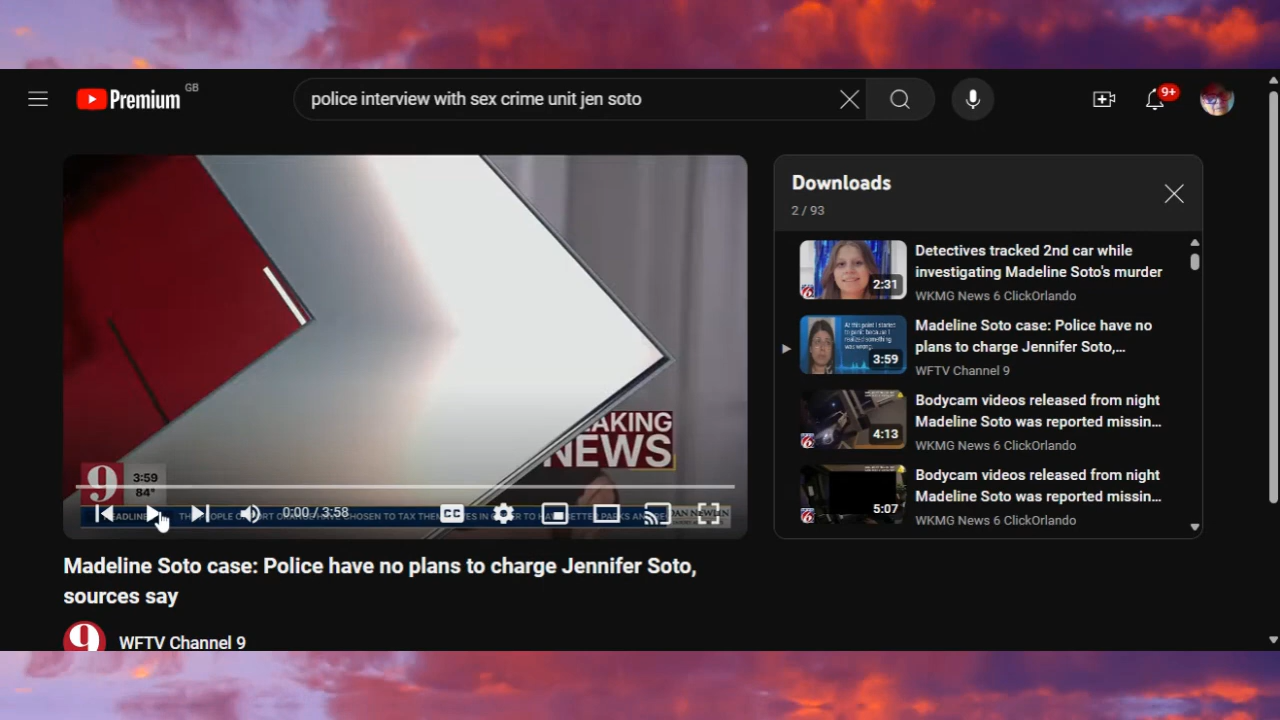 Premium GB
police interview with sex crime unit jen soto
9+
AKING
NEWS
9
3:59
84°
0:00 / 3:58
CC
Madeline Soto case: Police have no plans to charge Jennifer Soto,
sources say
9 WFTV Channel 9
Downloads
2 / 93
Detectives tracked 2nd car while
investigating Madeline Soto's murder
WKMG News 6 ClickOrlando
2:31
Madeline Soto case: Police have no
plans to charge Jennifer Soto,...
WFTV Channel 9
3:59
Bodycam videos released from night
Madeline Soto was reported missin...
WKMG News 6 ClickOrlando
4:13
Bodycam videos released from night
Madeline Soto was reported missin...
WKMG News 6 ClickOrlando
5:07